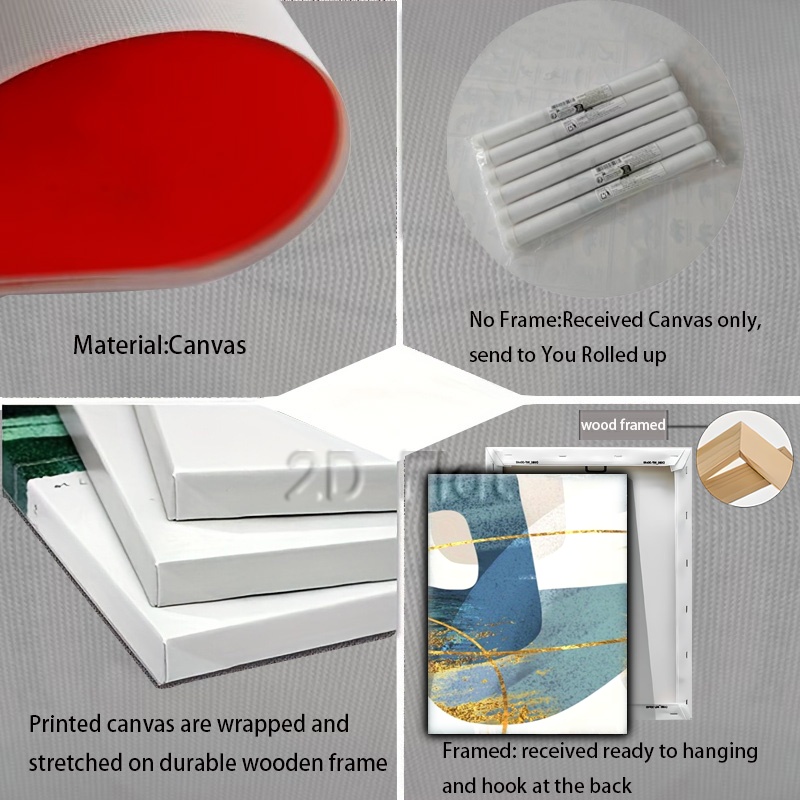 Material:Canvas
No Frame:Received Canvas only,
send to You Rolled up
wood framed
2.D
Printed canvas are wrapped and
stretched on durable wooden frame
Framed: received ready to hanging
and hook at the back